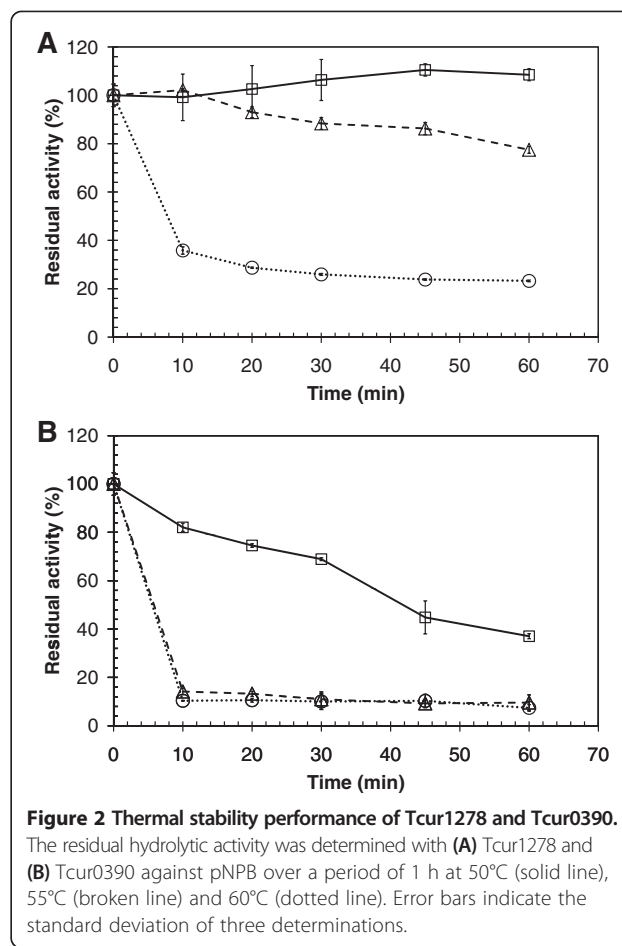 A
120
100
80
60
40
20
0
Residual activity (%)
0 10 20 30 40 50 60 70
Time (min)
B
120
100
80
60
40
20
0
Residual activity (%)
0 10 20 30 40 50 60 70
Time (min)
Figure 2 Thermal stability performance of Tcur1278 and Tcur0390.
The residual hydrolytic activity was determined with (A) Tcur1278 and
(B) Tcur0390 against pNPB over a period of 1 h at 50°C (solid line),
55°C (broken line) and 60°C (dotted line). Error bars indicate the
standard deviation of three determinations.